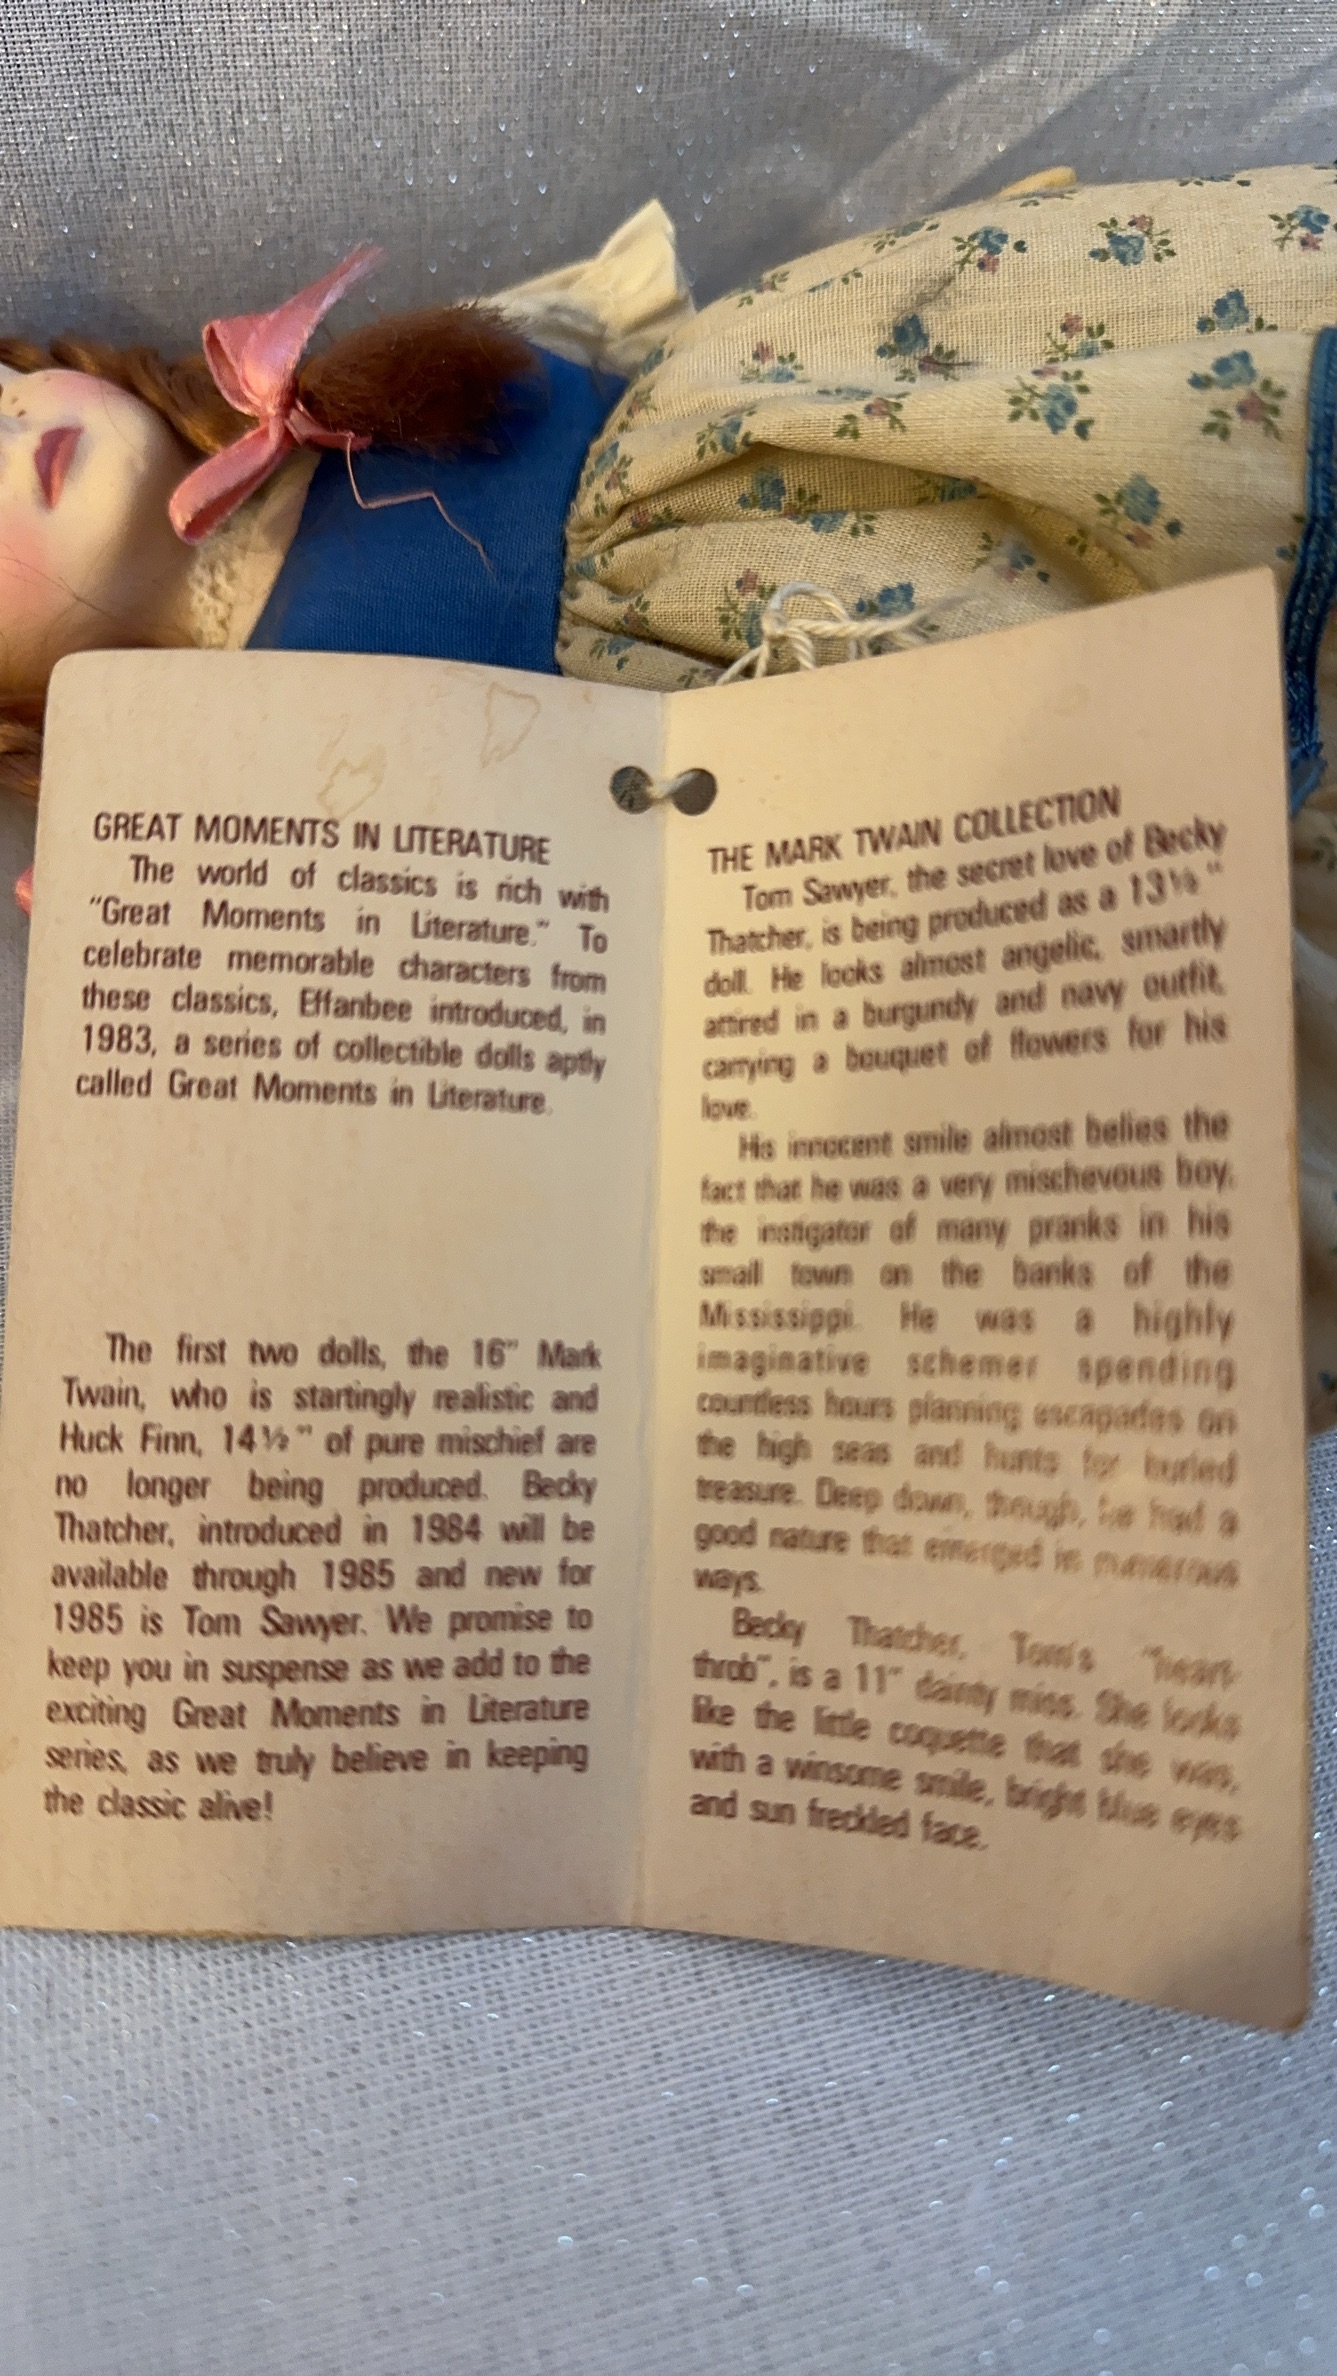 GREAT MOMENTS IN LITERATURE
The world of classics is rich with
"Great Moments in Literature." To
celebrate memorable characters from
these classics, Effanbee introduced, in
1983, a series of collectible dolls aptly
called Great Moments in Literature.
The first two dolls, the 16" Mark
Twain, who is startingly realistic and
Huck Finn, 14½" of pure mischief are
no longer being produced. Becky
Thatcher, introduced in 1984 will be
available through 1985 and new for
1985 is Tom Sawyer. We promise to
keep you in suspense as we add to the
exciting Great Moments in Literature
series, as we truly believe in keeping
the classic alive!
THE MARK TWAIN COLLECTION
Tom Sawyer, the secret love of Becky
Thatcher, is being produced as a 13½"
doll. He looks almost angelic, smartly
attired in a burgundy and navy outfit,
carrying a bouquet of flowers for his
love.
His innocent smile almost belies the
fact that he was a very mischevous boy,
the instigator of many pranks in his
small town on the banks of the
Mississippi. He was a highly
imaginative schemer spending
countless hours planning escapades on
the high seas and hunts for buried
treasure. Deep down, though, he had a
good nature that emerged in numerous
ways.
Becky Thatcher, Tom's "heart-
throb", is a 11" dainty miss. She looks
like the little coquette that she was,
with a winsome smile, bright blue eyes
and sun freckled face.